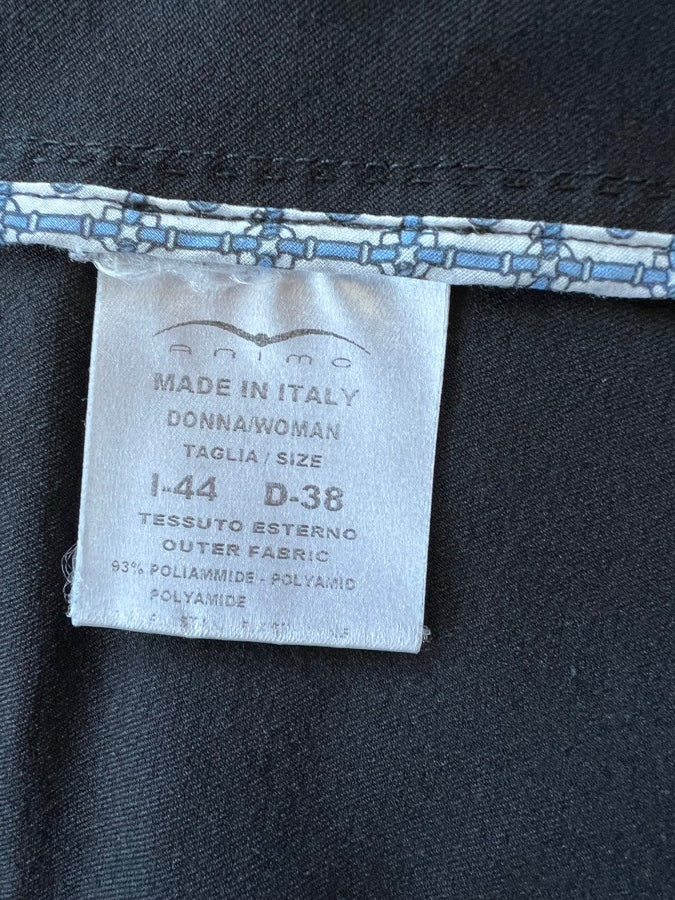 Animo
MADE IN ITALY
DONNA/WOMAN
TAGLIA / SIZE
I-44 D-38
TESSUTO ESTERNO
OUTER FABRIC
93% POLIAMMIDE - POLYAMID
POLYAMIDE